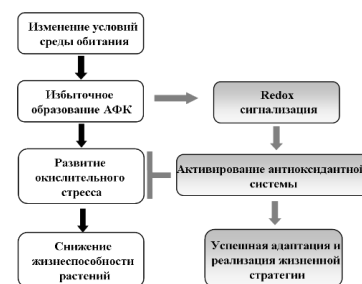 Изменение условий
среды обитания
Избыточное
образование АФК
Redox
сигнализация
Развитие
окислительного
стресса
Активирование антиоксидантной
системы
Снижение
жизнеспособности
растений
Успешная адаптация и
реализация жизненной
стратегии